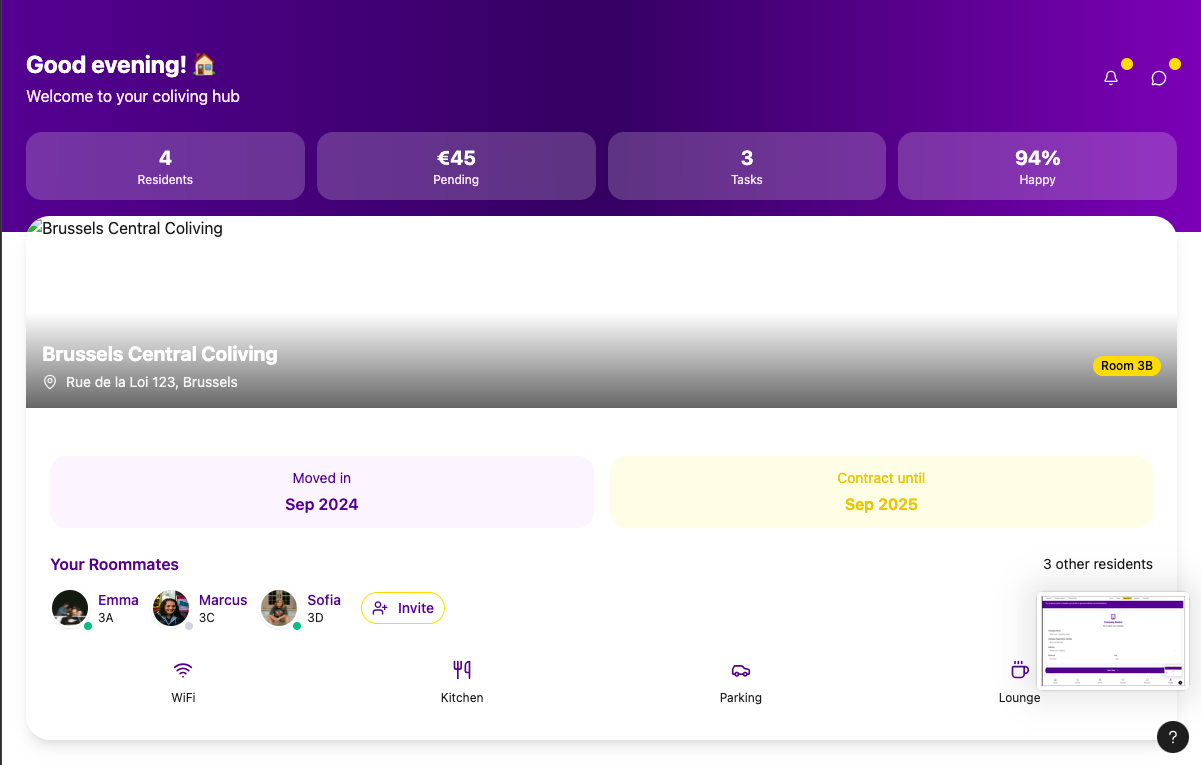 Good evening! 🏠
Welcome to your coliving hub
4
Residents
€45
Pending
3
Tasks
94%
Happy
Brussels Central Coliving
Brussels Central Coliving
Rue de la Loi 123, Brussels
Room 3B
Moved in
Sep 2024
Contract until
Sep 2025
Your Roommates
3 other residents
Emma
3A
Marcus
3C
Sofia
3D
Invite
WiFi
Kitchen
Parking
Lounge
?